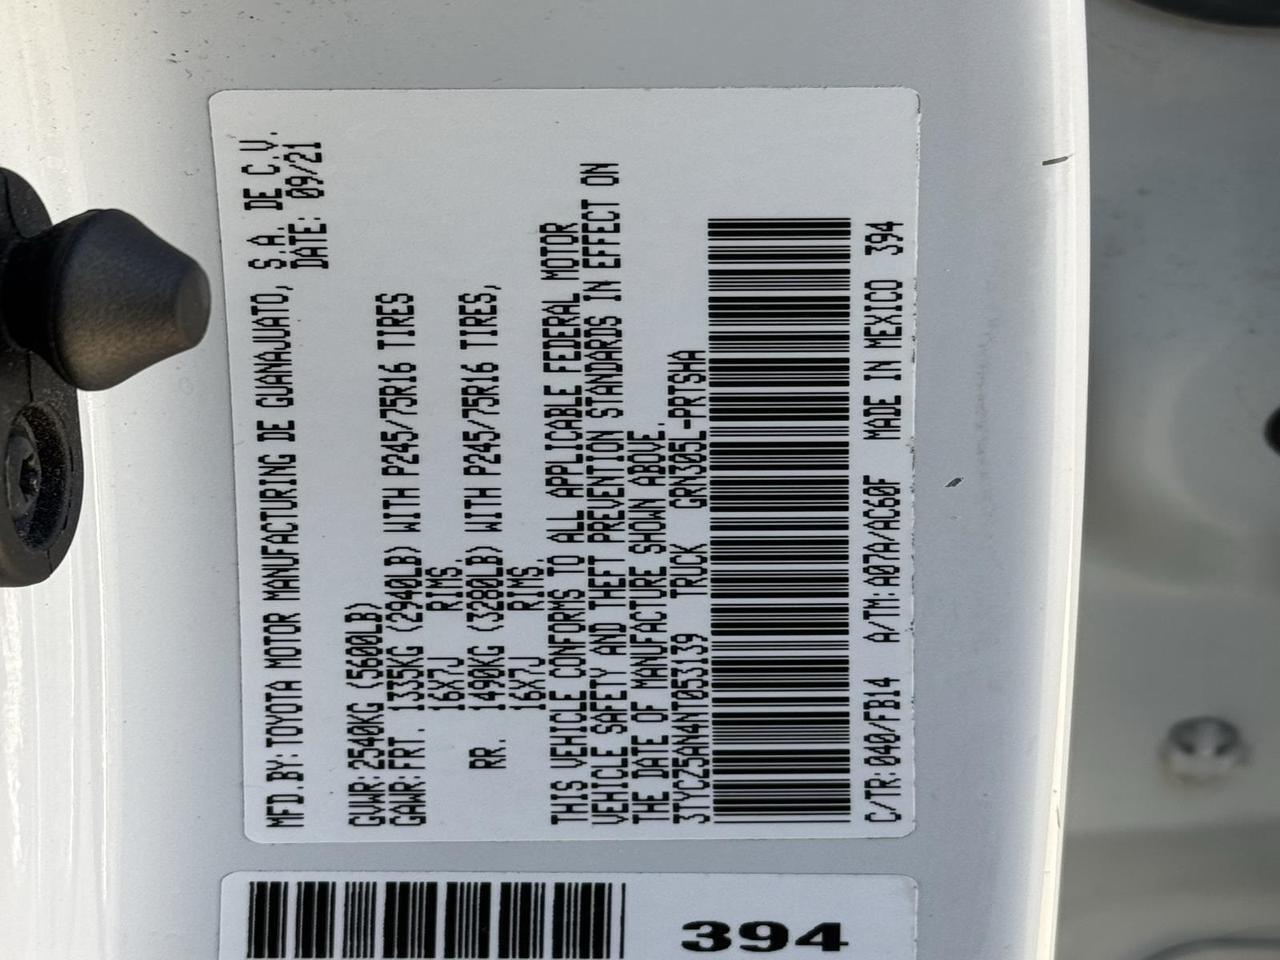 MFD.BY:TOYOTA MOTOR MANUFACTURING DE GUANAJUATO, S.A. DE C.V.
DATE: 09/21
GVWR:2540KG (5600LB)
GAWR:FRT. 1335KG (2940LB) WITH P245/75R16 TIRES
16X7J RIMS.
RR. 1490KG (3280LB) WITH P245/75R16 TIRES,
16X7J RIMS.
THIS VEHICLE CONFORMS TO ALL APPLICABLE FEDERAL MOTOR
VEHICLE SAFETY AND THEFT PREVENTION STANDARDS IN EFFECT ON
THE DATE OF MANUFACTURE SHOWN ABOVE.
3TYCZ5AN4NT053139 TRUCK GRN305L-PRTSHA
C/TR:040/FB14 A/TM:A07A/AC60F MADE IN MEXICO 394
394